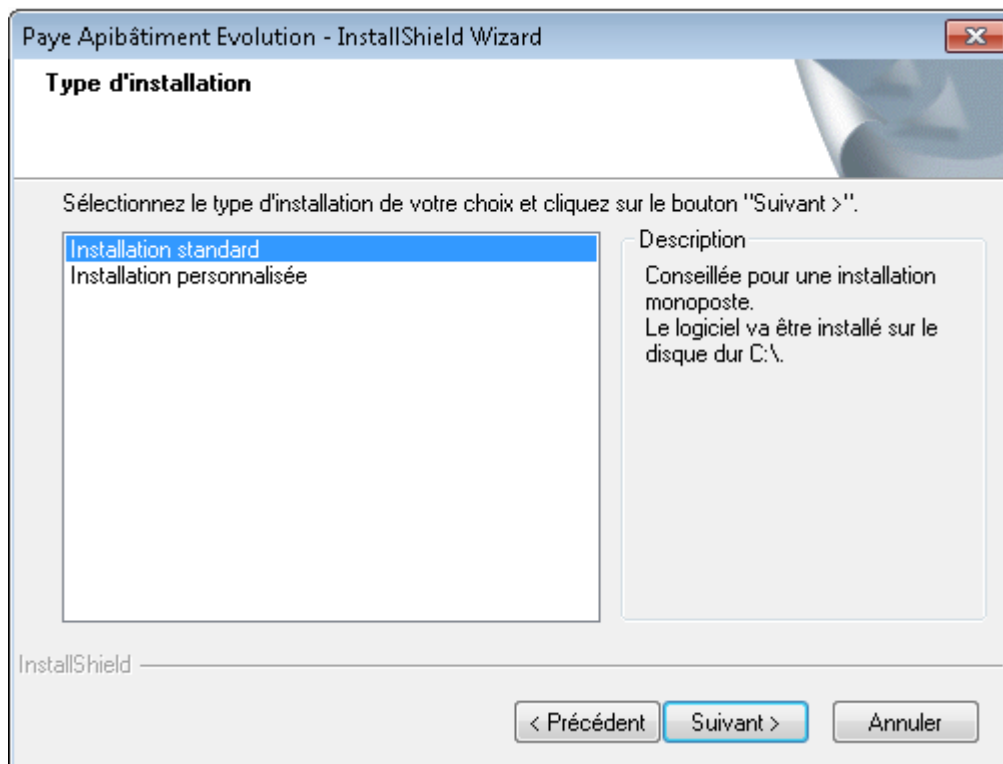 Paye Apibâtiment Evolution - InstallShield Wizard
Type d'installation
Sélectionnez le type d'installation de votre choix et cliquez sur le bouton "Suivant >".
Installation standard
Installation personnalisée
Description
Conseillée pour une installation
monoposte.
Le logiciel va être installé sur le
disque dur C:\.
InstallShield
< Précédent
Suivant >
Annuler